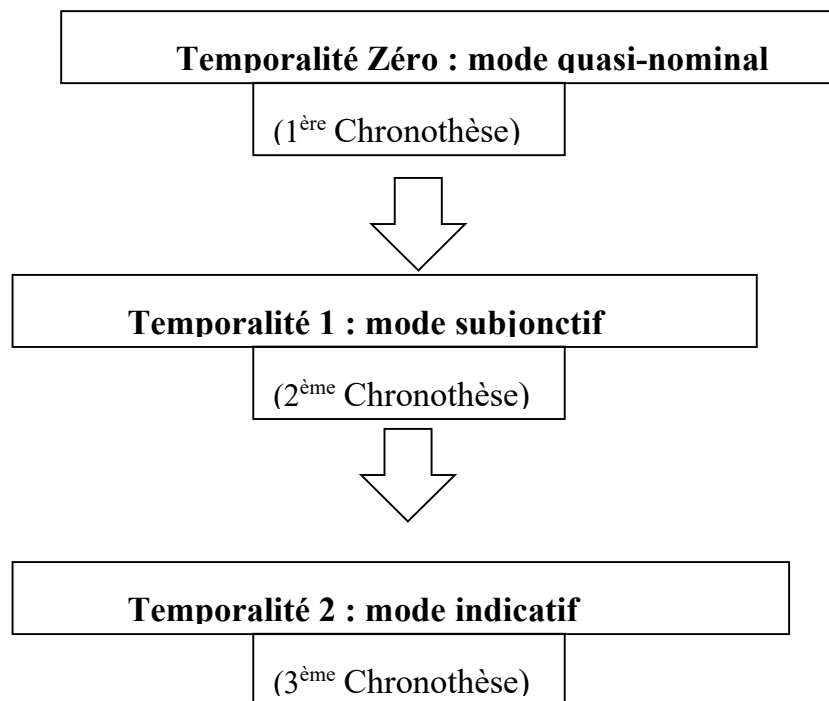 Temporalité Zéro : mode quasi-nominal
(1ère Chronothèse)
Temporalité 1 : mode subjonctif
(2ème Chronothèse)
Temporalité 2 : mode indicatif
(3ème Chronothèse)